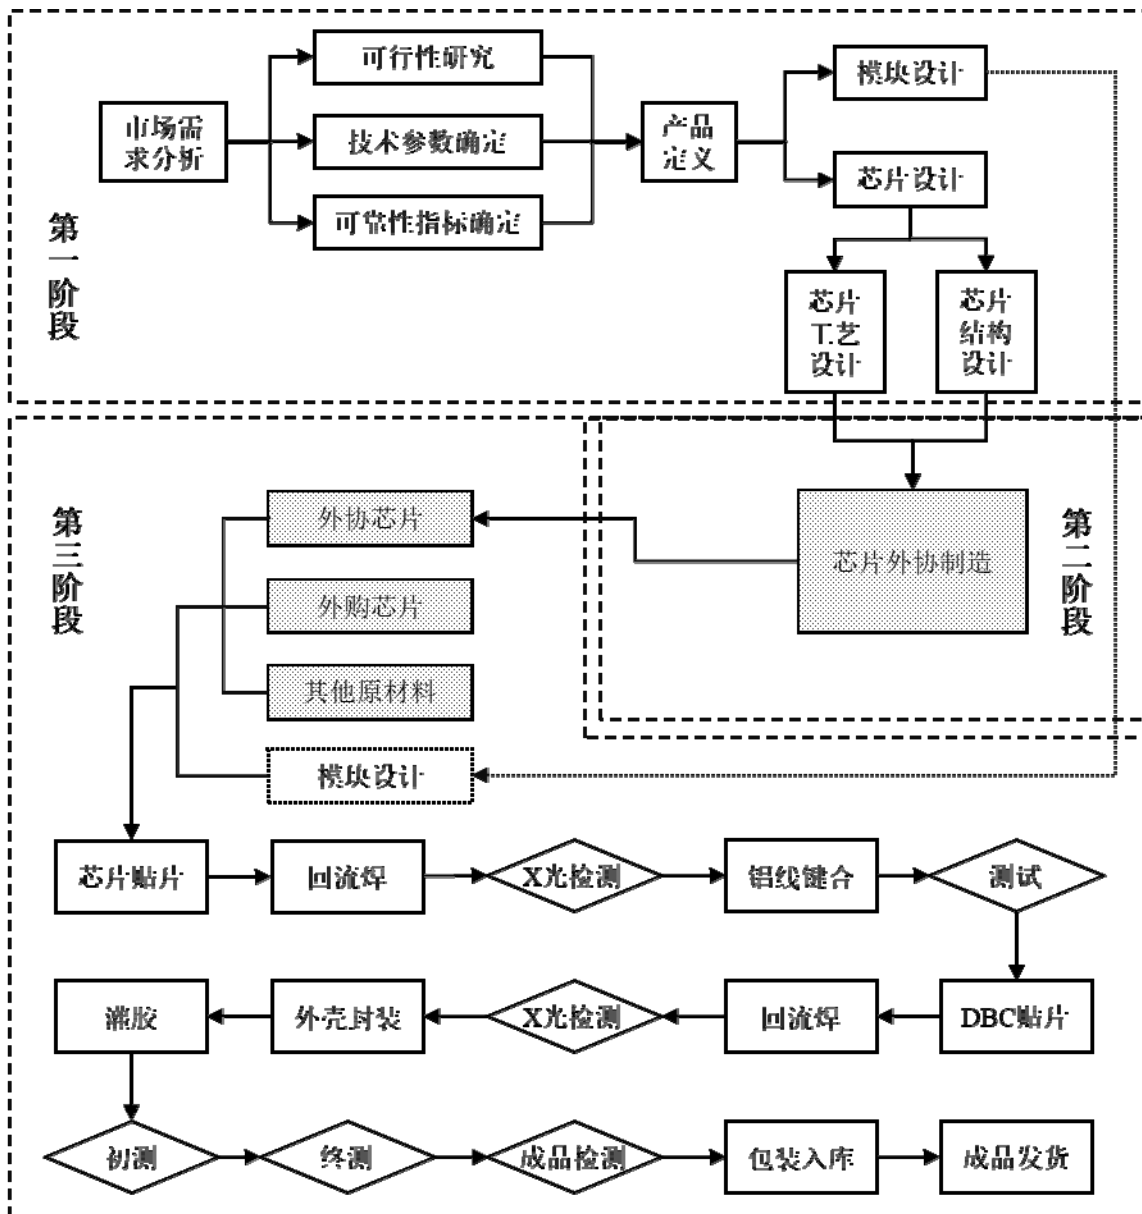 可行性研究
模块设计
市场需
求分析
技术参数确定
产品
定义
芯片设计
可靠性指标确定
第一阶段
芯片
工艺
设计
芯片
结构
设计
第三阶段
外协芯片
芯片外协制造
第二阶段
外购芯片
其他原材料
模块设计
芯片贴片
回流焊
X光检测
铝线键合
测试
灌胶
外壳封装
X光检测
回流焊
DBC贴片
初测
终测
成品检测
包装入库
成品发货